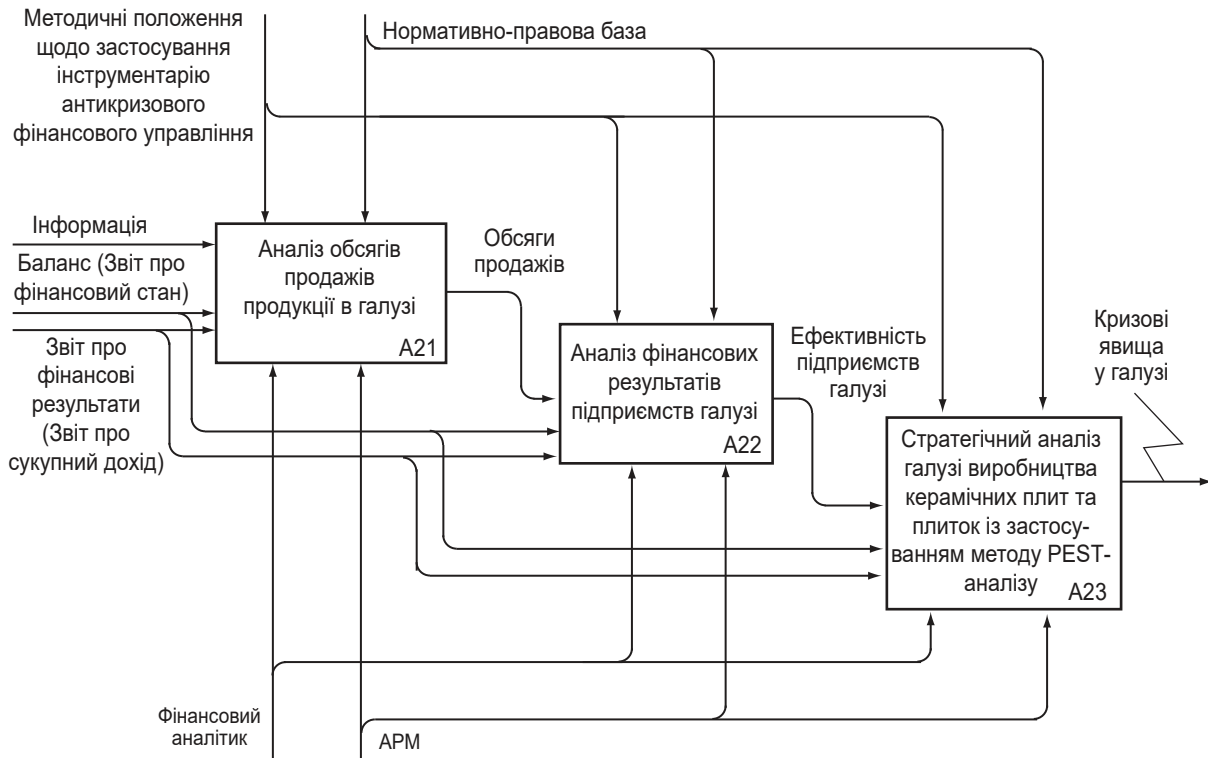 Методичні положення
щодо застосування
інструментарію
антикризового
фінансового управління
Нормативно-правова база
Інформація
Баланс (Звіт про
фінансовий стан)
Звіт про
фінансові
результати
(Звіт про
сукупний дохід)
Аналіз обсягів
продажів
продукції в галузі
А21
Обсяги
продажів
Аналіз фінансових
результатів
підприємств галузі
А22
Ефективність
підприємств
галузі
Стратегічний аналіз
галузі виробництва
керамічних плит та
плиток із застосу-
ванням методу PEST-
аналізу
А23
Кризові
явища
у галузі
Фінансовий
аналітик
АРМ